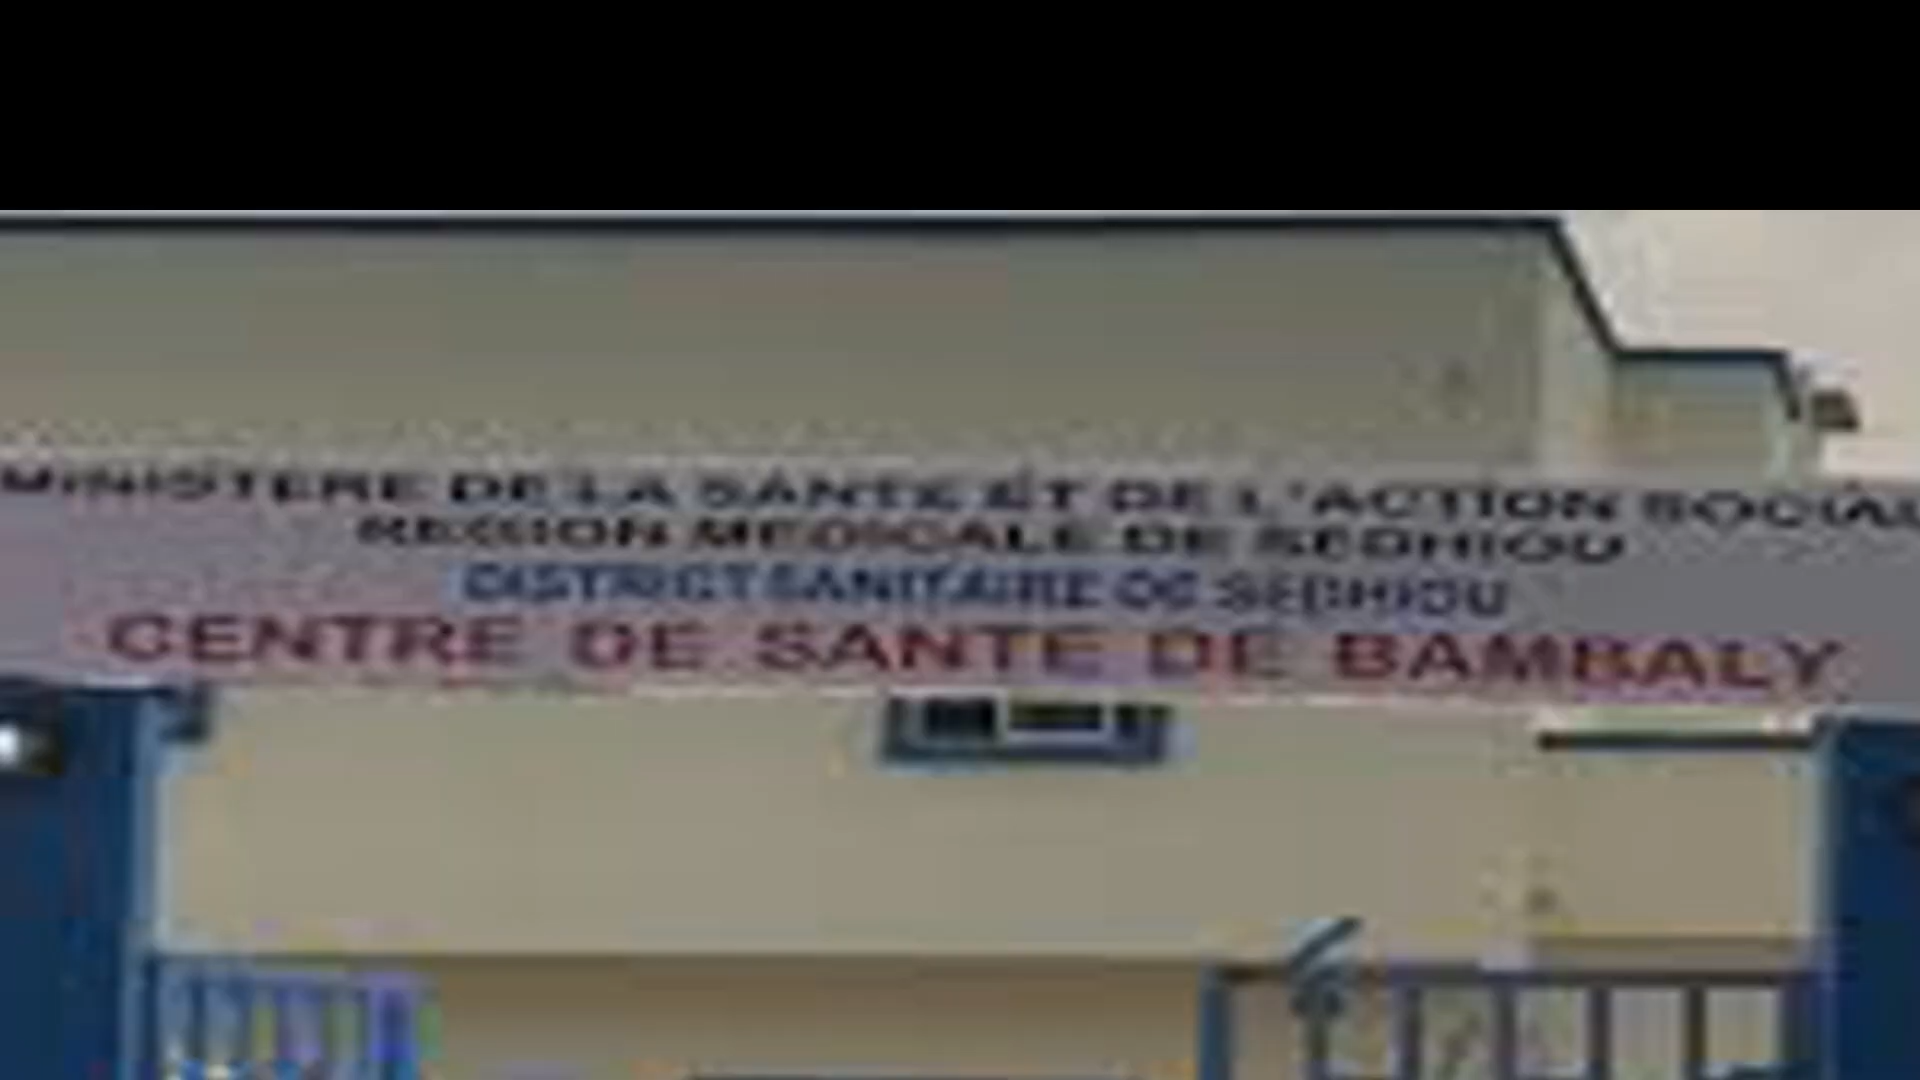 MINISTERE DE LA SANTE ET DE L'ACTION SOCIAL
REGION MEDICALE DE SEDHIOU
DISTRICT SANITAIRE DE SEDHIOU
CENTRE DE SANTE DE BAMBALY